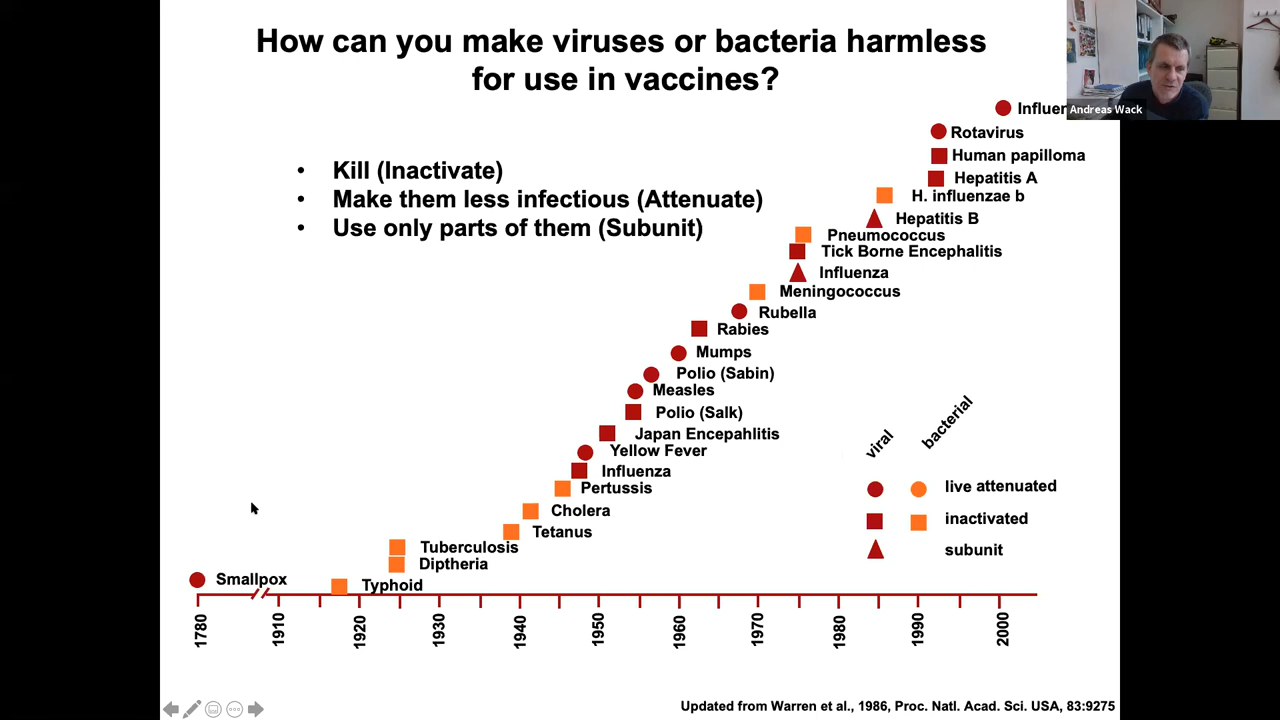 How can you make viruses or bacteria harmless
for use in vaccines?
• Kill (Inactivate)
• Make them less infectious (Attenuate)
• Use only parts of them (Subunit)
Andreas Wack
Rotavirus
Human papilloma
Hepatitis A
H. influenzae b
Hepatitis B
Pneumococcus
Tick Borne Encephalitis
Influenza
Meningococcus
Rubella
Rabies
Mumps
Polio (Sabin)
Measles
Polio (Salk)
Japan Encepahlitis
Yellow Fever
Influenza
Pertussis
Cholera
Tetanus
Tuberculosis
Diptheria
Smallpox
Typhoid
viral
bacterial
live attenuated
inactivated
subunit
1780
1910
1920
1930
1940
1950
1960
1970
1980
1990
2000
Updated from Warren et al., 1986, Proc. Natl. Acad. Sci. USA, 83:9275